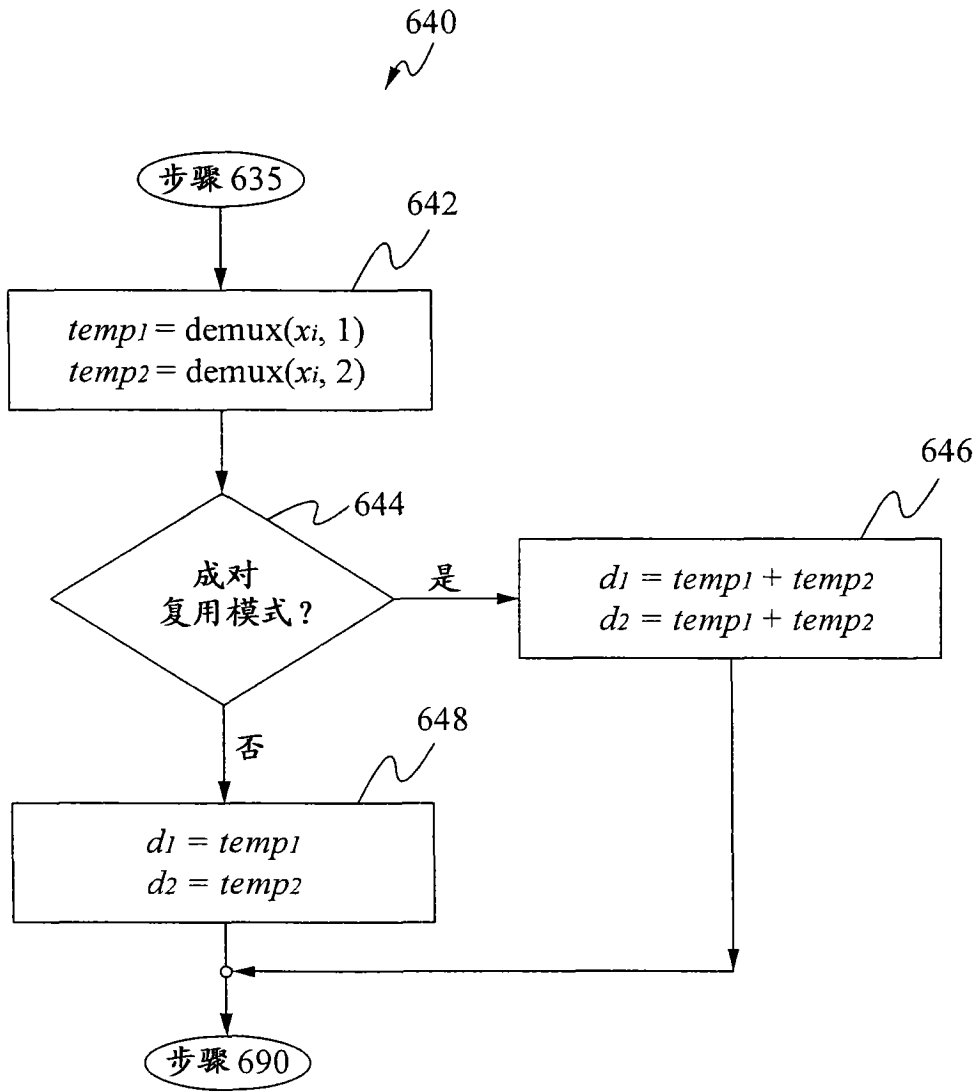 640
步骤 635
642
temp1 = demux(xi, 1)
temp2 = demux(xi, 2)
644
646
成对
复用模式？
是
d1 = temp1 + temp2
d2 = temp1 + temp2
否
648
d1 = temp1
d2 = temp2
步骤 690